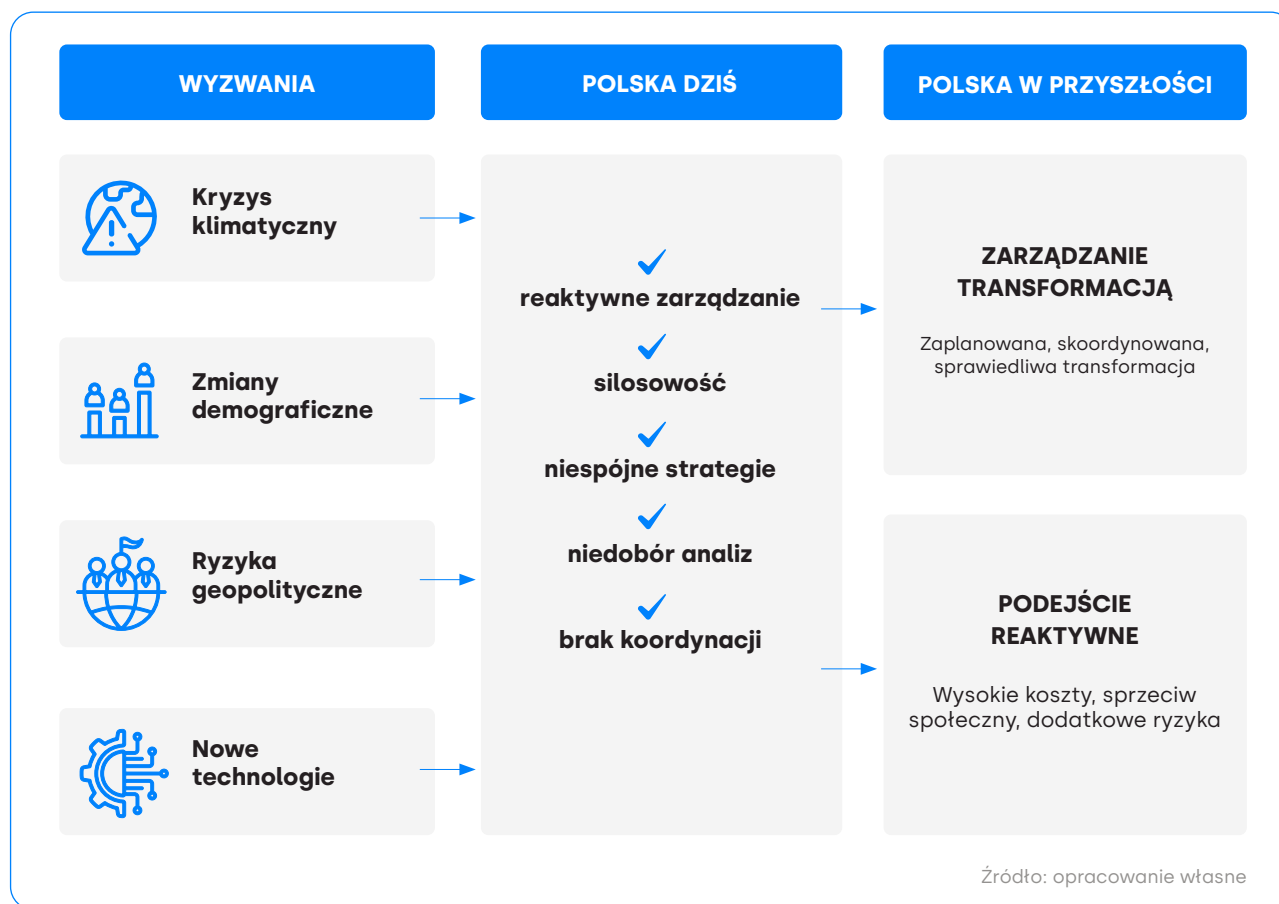 WYZWANIA
Kryzys
klimatyczny
Zmiany
demograficzne
Ryzyka
geopolityczne
Nowe
technologie
POLSKA DZIŚ
reaktywne zarządzanie
silosowość
niespójne strategie
niedobór analiz
brak koordynacji
POLSKA W PRZYSZŁOŚCI
ZARZĄDZANIE
TRANSFORMACJĄ
Zaplanowana, skoordynowana,
sprawiedliwa transformacja
PODEJŚCIE
REAKTYWNE
Wysokie koszty, sprzeciw
społeczny, dodatkowe ryzyka
Źródło: opracowanie własne